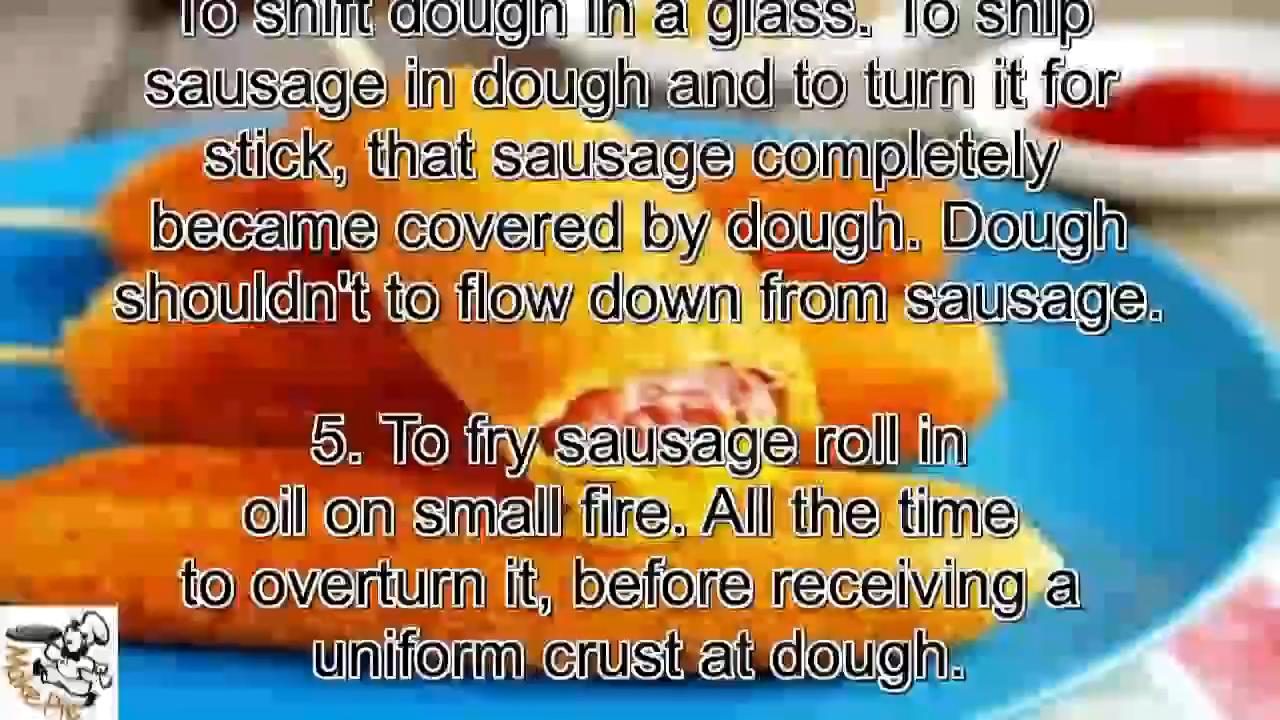 To shift dough in a glass. To ship
sausage in dough and to turn it for
stick, that sausage completely
became covered by dough. Dough
shouldn't to flow down from sausage.
5. To fry sausage roll in
oil on small fire. All the time
to overturn it, before receiving a
uniform crust at dough.